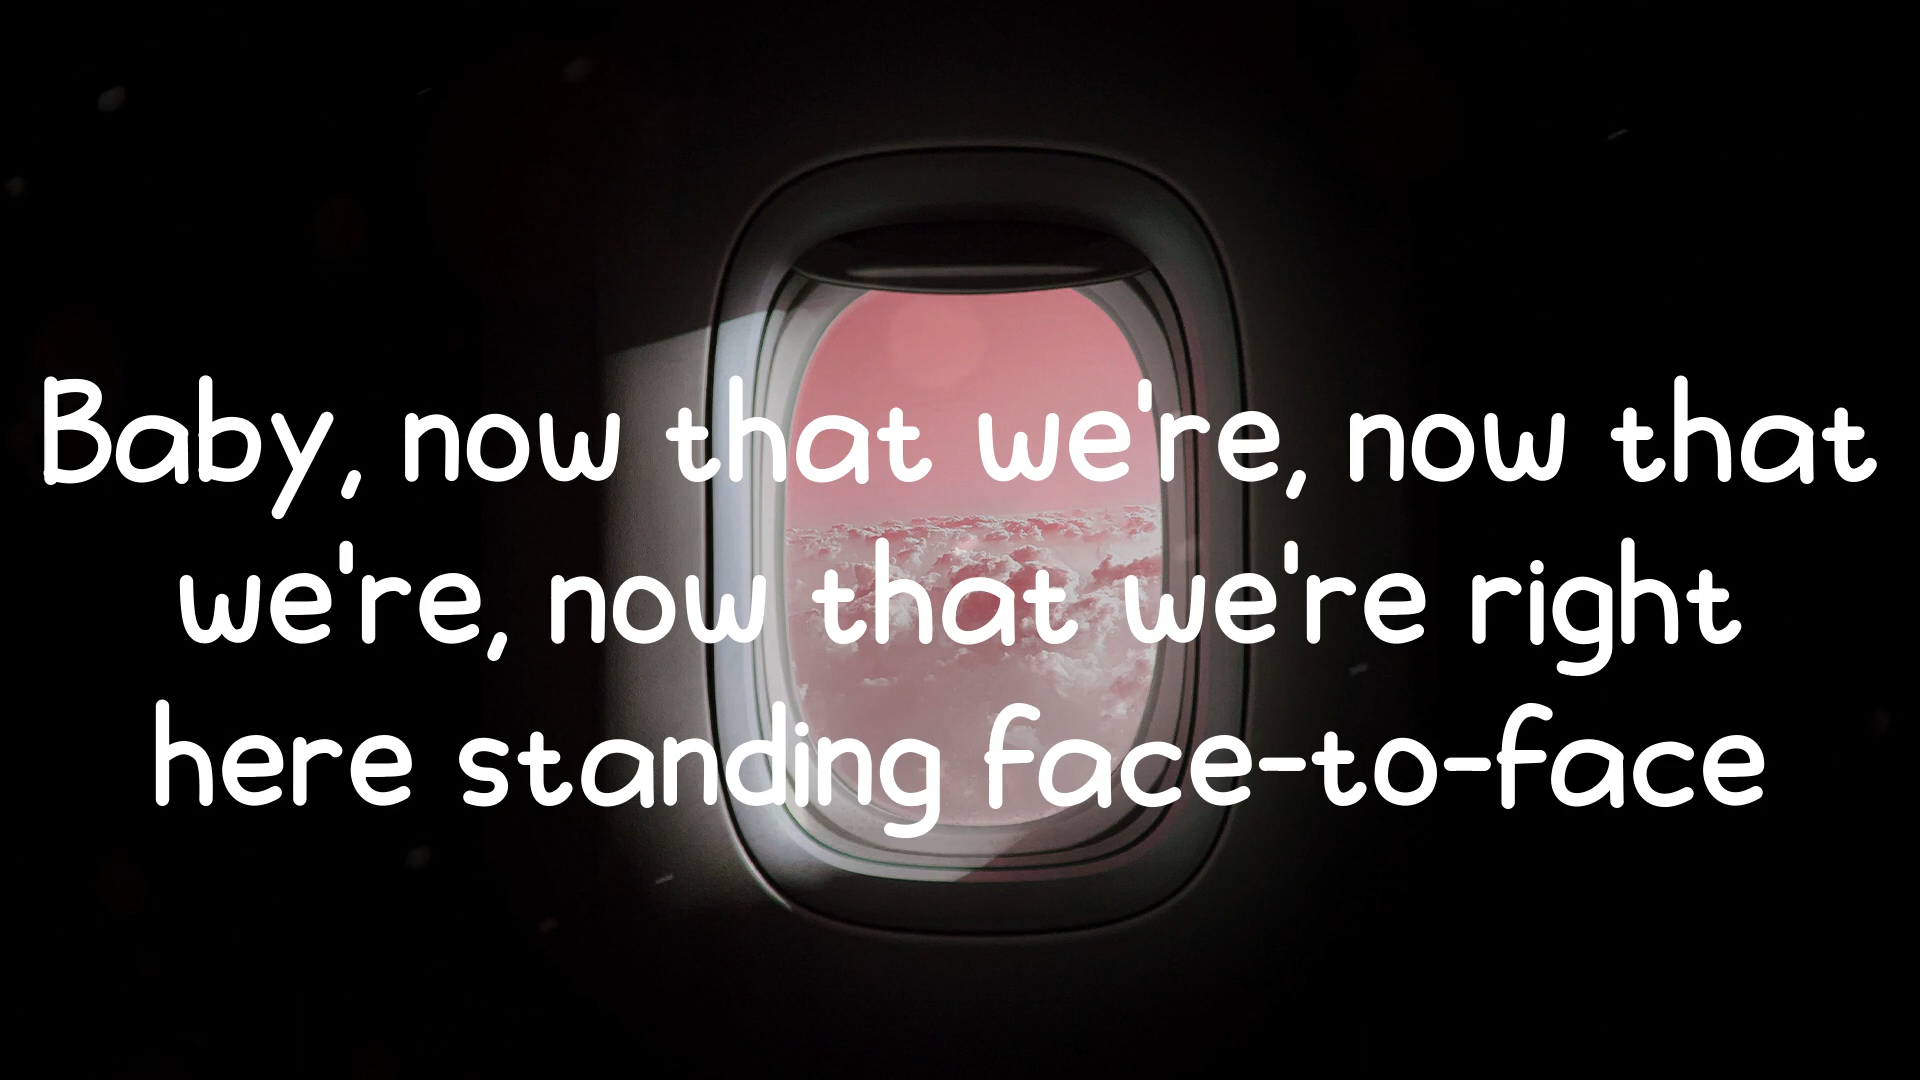 Baby, now that we're, now that
we're, now that we're right
here standing face-to-face